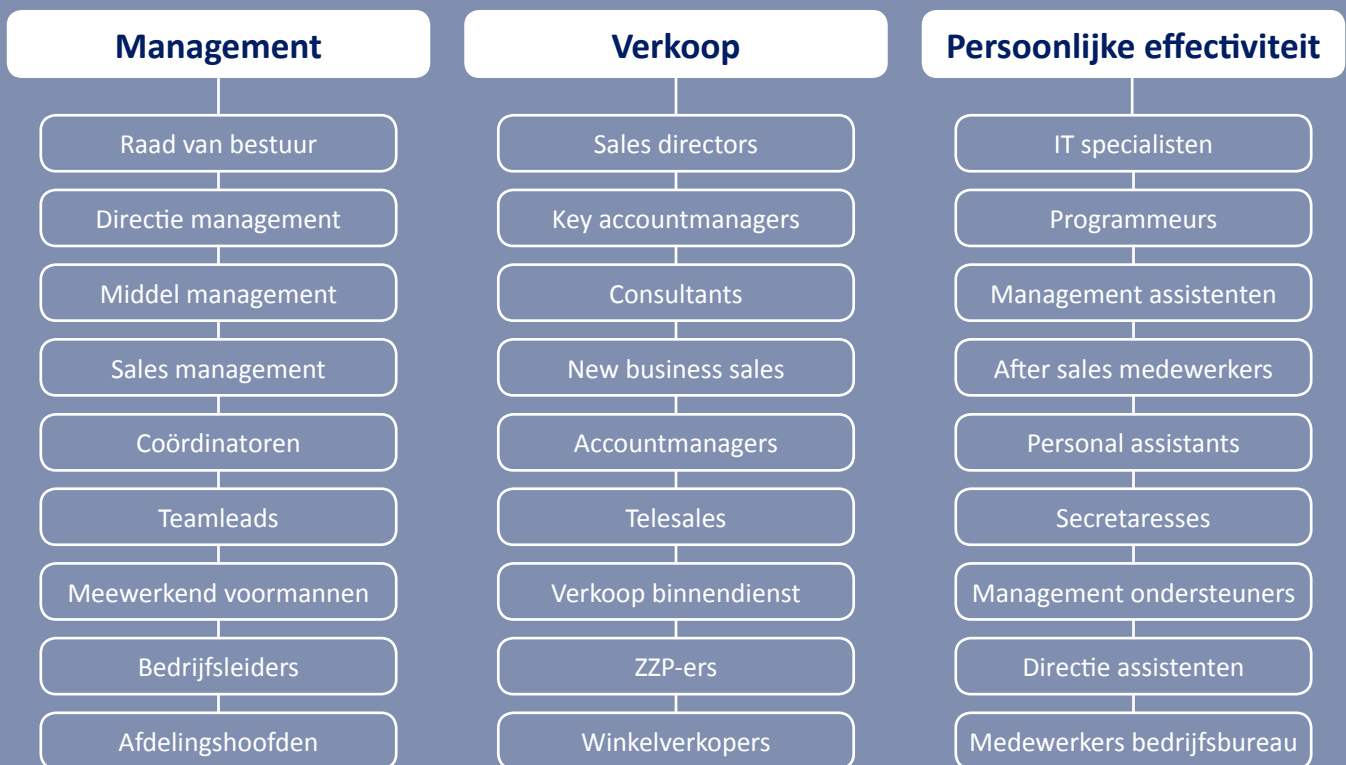 Management
Raad van bestuur
Directie management
Middel management
Sales management
Coördinatoren
Teamleads
Meewerkend voormannen
Bedrijfsleiders
Afdelingshoofden
Verkoop
Sales directors
Key accountmanagers
Consultants
New business sales
Accountmanagers
Telesales
Verkoop binnendienst
ZZP-ers
Winkelverkopers
Persoonlijke effectiviteit
IT specialisten
Programmeurs
Management assistenten
After sales medewerkers
Personal assistants
Secretaresses
Management ondersteuners
Directie assistenten
Medewerkers bedrijfsbureau